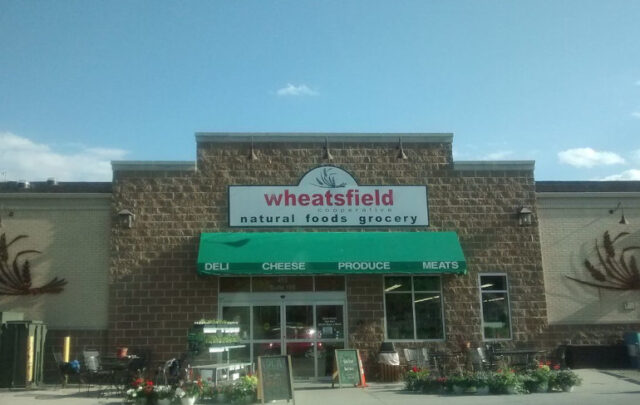 wheatsfield
cooperative
natural foods grocery
DELI CHEESE PRODUCE MEATS